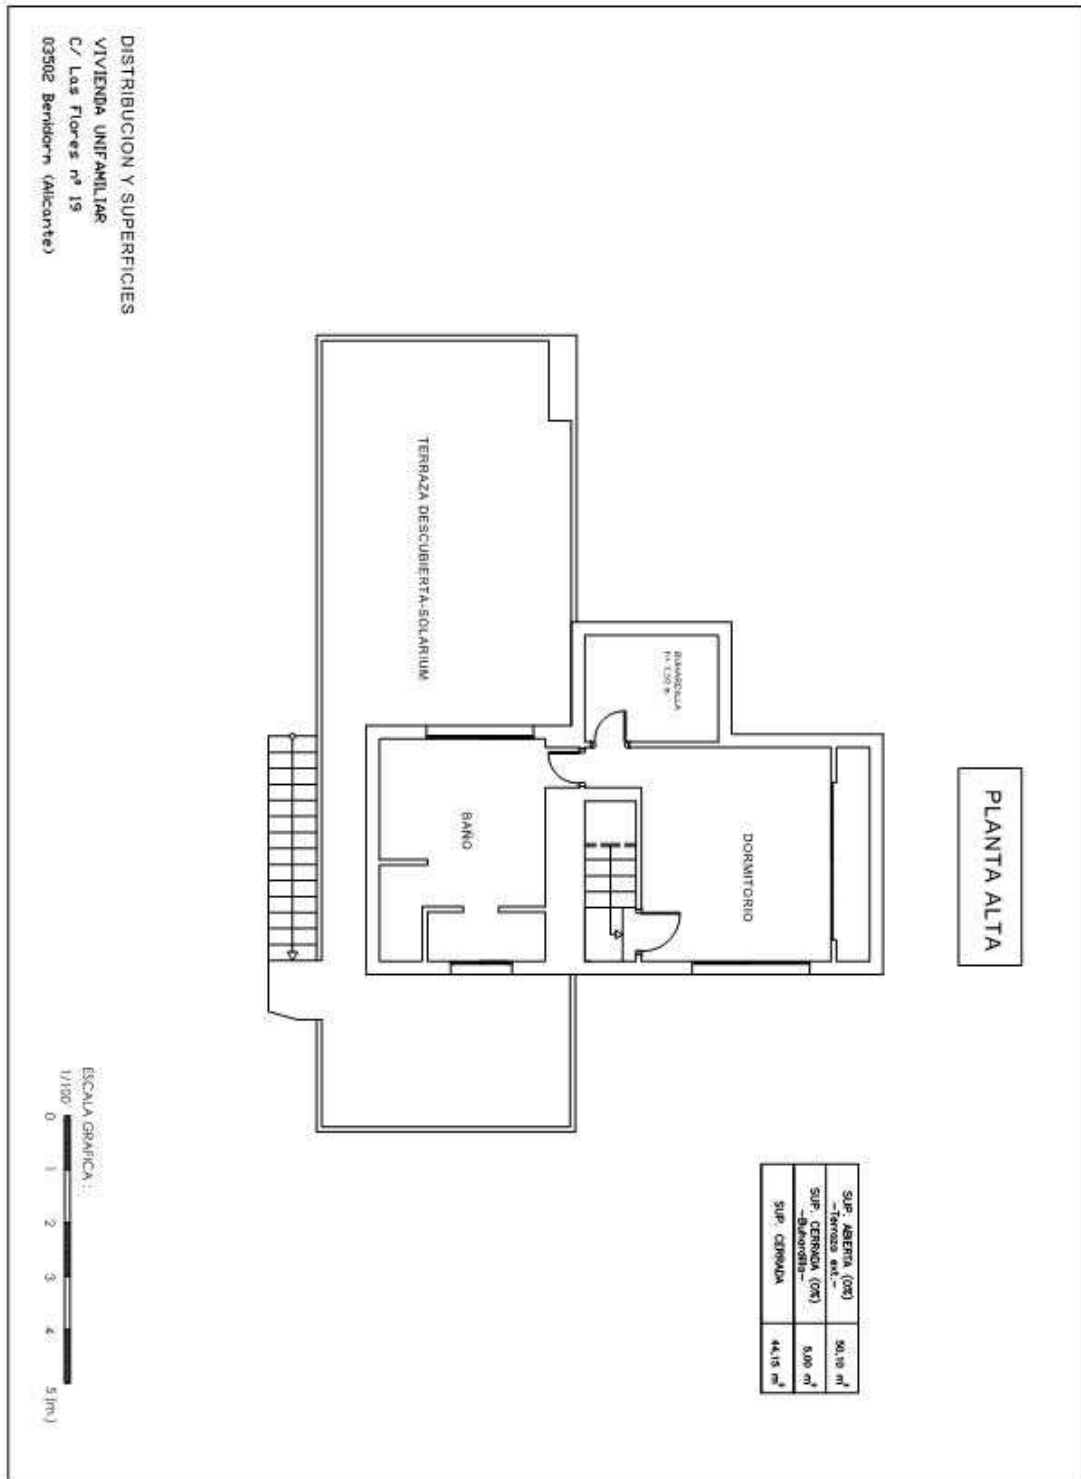 PLANTA ALTA
SUP. ABIERTA (0%)
-Terraza ext.-
50,10 m²
SUP. CERRADA (0%)
-Buhardilla-
5,00 m²
SUP. CERRADA
44,15 m²
DORMITORIO
BUHARDILLA
BAÑO
TERRAZA DESCUBIERTA-SOLARIUM
DISTRIBUCION Y SUPERFICIES
VIVIENDA UNIFAMILIAR
C/ Las Flores nº 19
03502 Benidorm (Alicante)
ESCALA GRAFICA :
1/100
0 1 2 3 4 5 (m.)